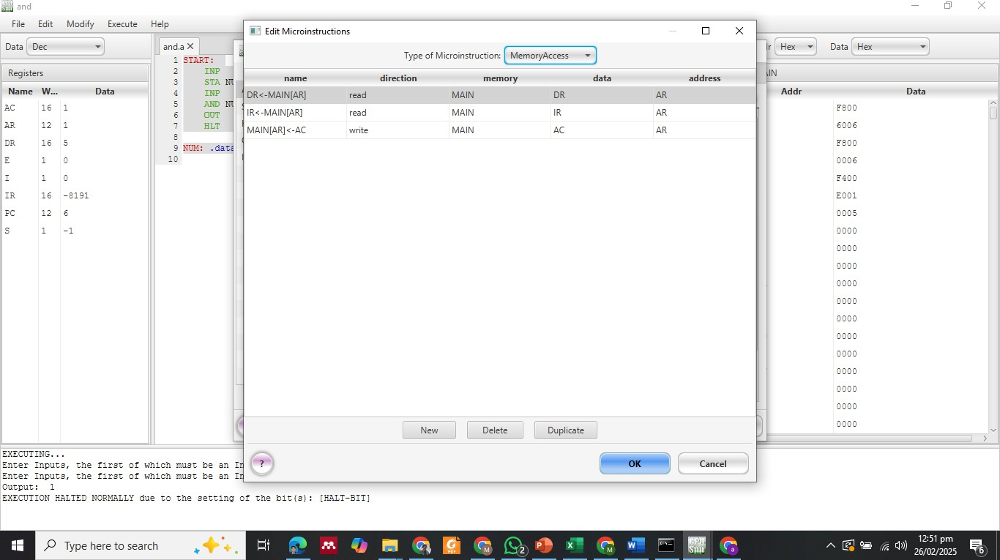 and
File Edit Modify Execute Help
Data Dec
Registers
Name W... Data
AC 16 1
AR 12 1
DR 16 5
E 1 0
I 1 0
IR 16 -8191
PC 12 6
S 1 -1
and.a
1 START:
2 INP
3 STA NU
4 INP
5 AND NU
6 OUT
7 HLT
8
9 NUM: .data
10
Edit Microinstructions
Type of Microinstruction: MemoryAccess
name direction memory data address
DR<-MAIN[AR] read MAIN DR AR
IR<-MAIN[AR] read MAIN IR AR
MAIN[AR]<-AC write MAIN AC AR
New Delete Duplicate
? OK Cancel
Hex Data Hex
Addr Data
F800
6006
F800
0006
F400
E001
0005
0000
0000
0000
0000
0000
0000
0000
0000
0000
0000
0000
0000
EXECUTING...
Enter Inputs, the first of which must be an In
Enter Inputs, the first of which must be an In
Output: 1
EXECUTION HALTED NORMALLY due to the setting of the bit(s): [HALT-BIT]
Type here to search
2
12:51 pm
26/02/2025
6